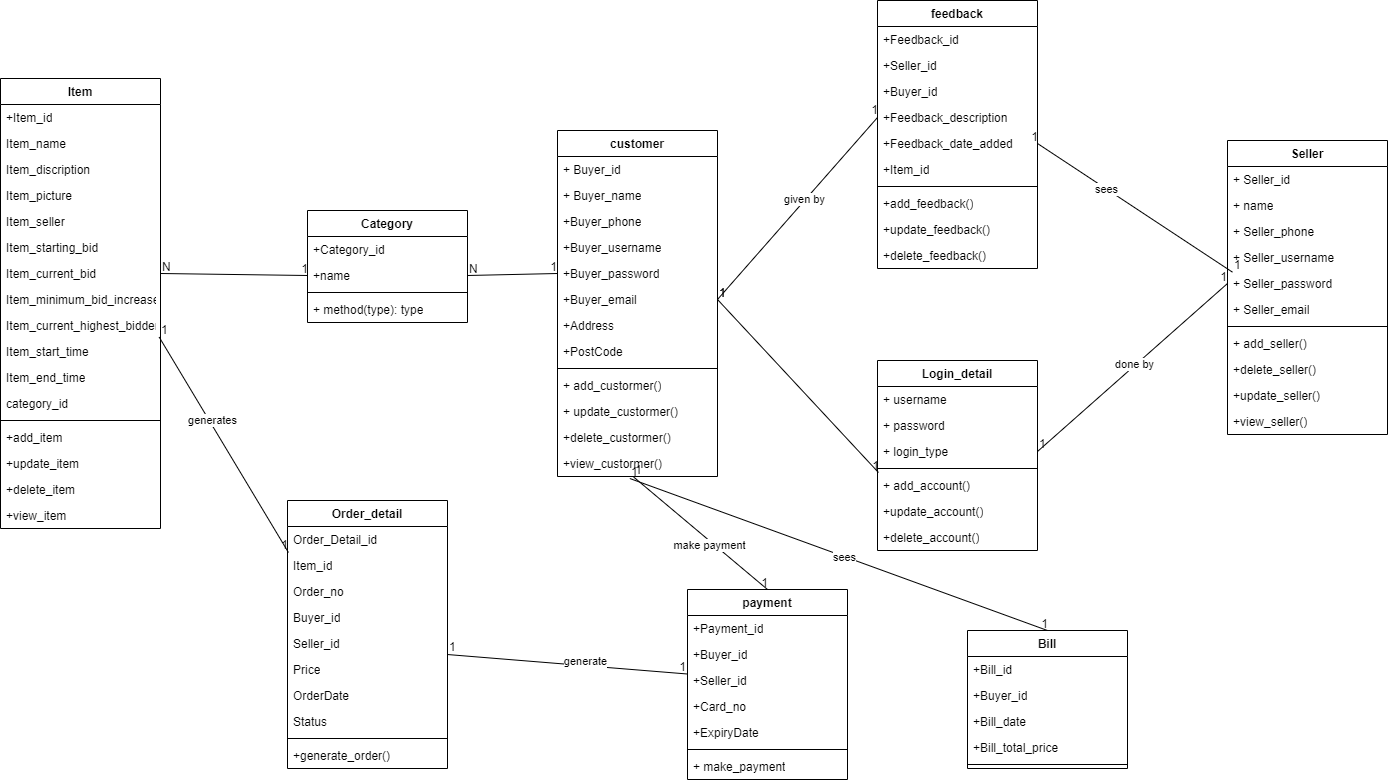 Item
+Item_id
Item_name
Item_discription
Item_picture
Item_seller
Item_starting_bid
Item_current_bid
Item_minimum_bid_increase
Item_current_highest_bidde
Item_start_time
Item_end_time
category_id
+add_item
+update_item
+delete_item
+view_item
N
1
Category
+Category_id
+name
+ method(type): type
N
1
customer
+ Buyer_id
+ Buyer_name
+Buyer_phone
+Buyer_username
+Buyer_password
+Buyer_email
+Address
+PostCode
+ add_custormer()
+ update_custormer()
+delete_custormer()
+view_custormer()
1
given by
1
feedback
+Feedback_id
+Seller_id
+Buyer_id
+Feedback_description
+Feedback_date_added
+Item_id
+add_feedback()
+update_feedback()
+delete_feedback()
1
sees
1
Seller
+ Seller_id
+ name
+ Seller_phone
+ Seller_username
+ Seller_password
+ Seller_email
+ add_seller()
+delete_seller()
+update_seller()
+view_seller()
1
done by
1
Login_detail
+ username
+ password
+ login_type
+ add_account()
+update_account()
+delete_account()
1
1
1
generates
1
Order_detail
Order_Detail_id
Item_id
Order_no
Buyer_id
Seller_id
Price
OrderDate
Status
+generate_order()
1
generate
1
1
make payment
1
payment
+Payment_id
+Buyer_id
+Seller_id
+Card_no
+ExpiryDate
+ make_payment
1
sees
1
Bill
+Bill_id
+Buyer_id
+Bill_date
+Bill_total_price